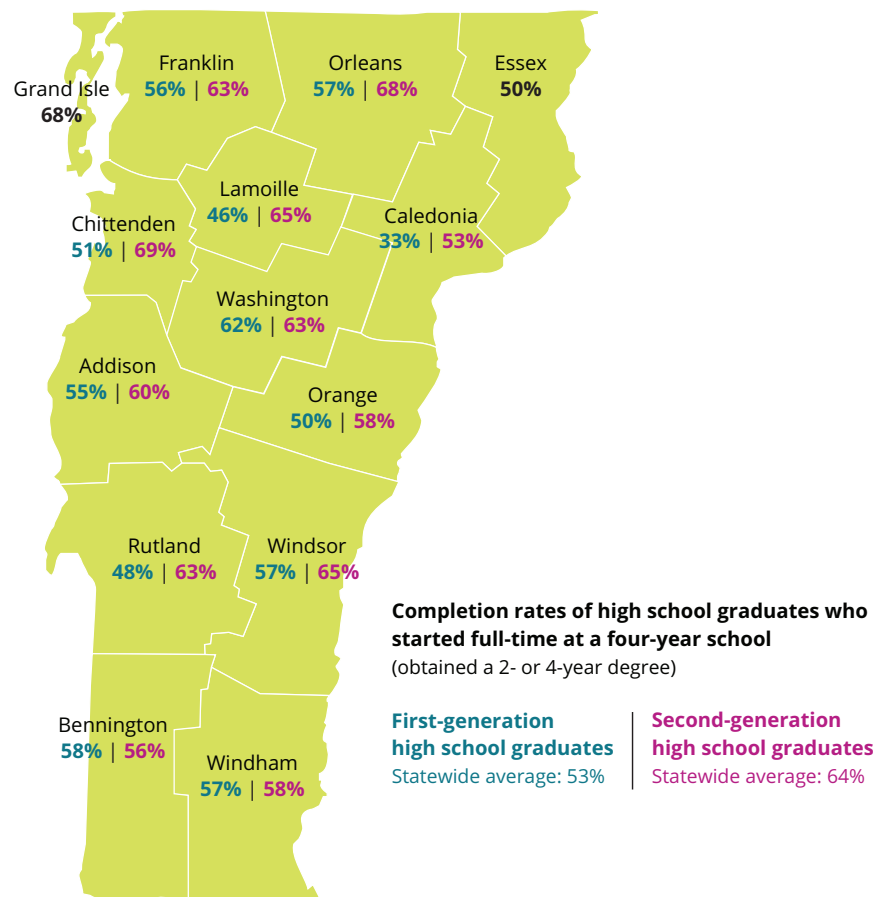 Franklin
56% | 63%
Orleans
57% | 68%
Essex
50%
Grand Isle
68%
Lamoille
46% | 65%
Caledonia
33% | 53%
Chittenden
51% | 69%
Washington
62% | 63%
Addison
55% | 60%
Orange
50% | 58%
Rutland
48% | 63%
Windsor
57% | 65%
Bennington
58% | 56%
Windham
57% | 58%
Completion rates of high school graduates who
started full-time at a four-year school
(obtained a 2- or 4-year degree)
First-generation
high school graduates
Statewide average: 53%
Second-generation
high school graduates
Statewide average: 64%